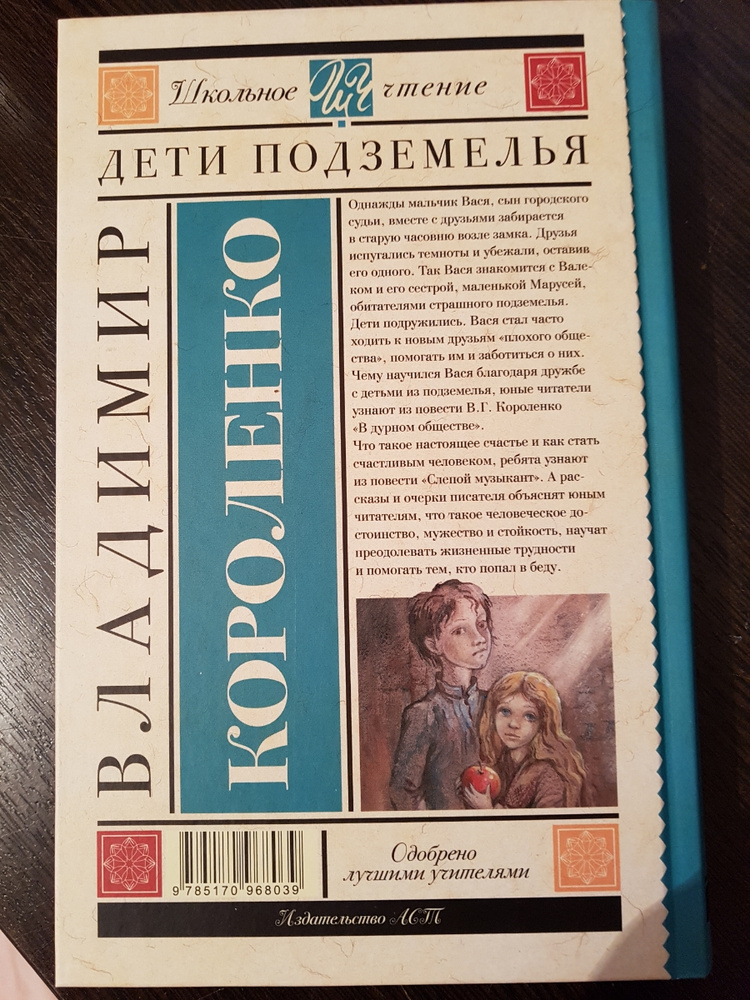 Школьное ШЧ чтение
ДЕТИ ПОДЗЕМЕЛЬЯ
ВЛАДИМИР
КОРОЛЕНКО
Однажды мальчик Вася, сын городского
судьи, вместе с друзьями забирается
в старую часовню возле замка. Друзья
испугались темноты и убежали, оставив
его одного. Так Вася знакомится с Вале-
ком и его сестрой, маленькой Марусей,
обитателями страшного подземелья.
Дети подружились. Вася стал часто
ходить к новым друзьям «плохого обще-
ства», помогать им и заботиться о них.
Чему научился Вася благодаря дружбе
с детьми из подземелья, юные читатели
узнают из повести В.Г. Короленко
«В дурном обществе».
Что такое настоящее счастье и как стать
счастливым человеком, ребята узнают
из повести «Слепой музыкант». А рас-
сказы и очерки писателя объяснят юным
читателям, что такое человеческое до-
стоинство, мужество и стойкость, научат
преодолевать жизненные трудности
и помогать тем, кто попал в беду.
9 785170 968039
Одобрено
лучшими учителями
Издательство АСТ